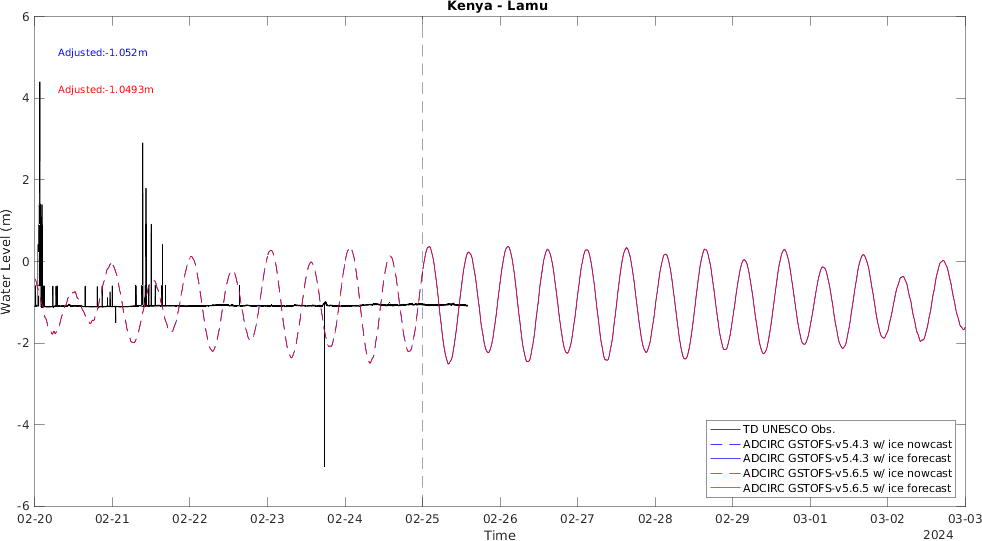 Kenya - Lamu
Water Level (m)
6
4
2
0
-2
-4
-6
Adjusted:-1.052m
Adjusted:-1.0493m
TD UNESCO Obs.
ADCIRC GSTOFS-v5.4.3 w/ ice nowcast
ADCIRC GSTOFS-v5.4.3 w/ ice forecast
ADCIRC GSTOFS-v5.6.5 w/ ice nowcast
ADCIRC GSTOFS-v5.6.5 w/ ice forecast
02-20 02-21 02-22 02-23 02-24 02-25 02-26 02-27 02-28 02-29 03-01 03-02 03-03
Time
2024